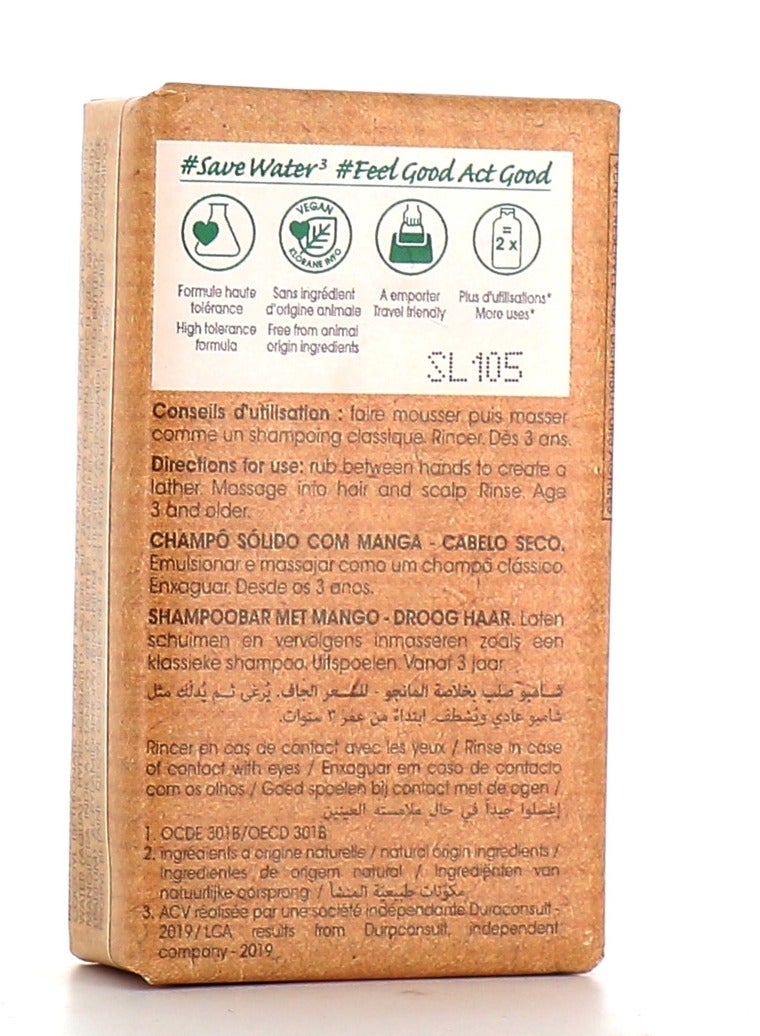 #Save Water³ #Feel Good Act Good
VEGAN
KLORANE INFO
=
2 x
Formule haute
tolérance
High tolerance
formula
Sans ingrédient
d'origine animale
Free from animal
origin ingredients
A emporter
Travel friendly
Plus d'utilisations*
More uses*
SL105
Conseils d'utilisation : faire mousser puis masser
comme un shampoing classique. Rincer. Dès 3 ans.
Directions for use: rub between hands to create a
lather. Massage into hair and scalp. Rinse. Age
3 and older.
CHAMPÔ SÓLIDO COM MANGA - CABELO SECO.
Emulsionar e massajar como um champô clássico.
Enxaguar. Desde os 3 anos.
SHAMPOOBAR MET MANGO - DROOG HAAR. Laten
schuimen en vervolgens inmasseren zoals een
klassieke shampoo. Uitspoelen. Vanaf 3 jaar.
شامبو صلب بخلاصة المانجو - للشعر الجاف. يُرغى ثم يُدلّك مثل
شامبو عادي ويُشطف. ابتداءً من عمر ٣ سنوات.
Rincer en cas de contact avec les yeux / Rinse in case
of contact with eyes / Enxaguar em caso de contacto
com os olhos / Goed spoelen bij contact met de ogen /
إغسلوا جيداً في حال ملامسته العينين
1. OCDE 301B/OECD 301B
2. ingrédients d'origine naturelle / natural origin ingredients /
Ingredientes de origem natural / Ingrediënten van
natuurlijke oorsprong / مكوّنات طبيعيّة المنشأ
3. ACV réalisée par une société indépendante Duraconsult -
2019/ LCA results from Duraconsult, independent
company - 2019